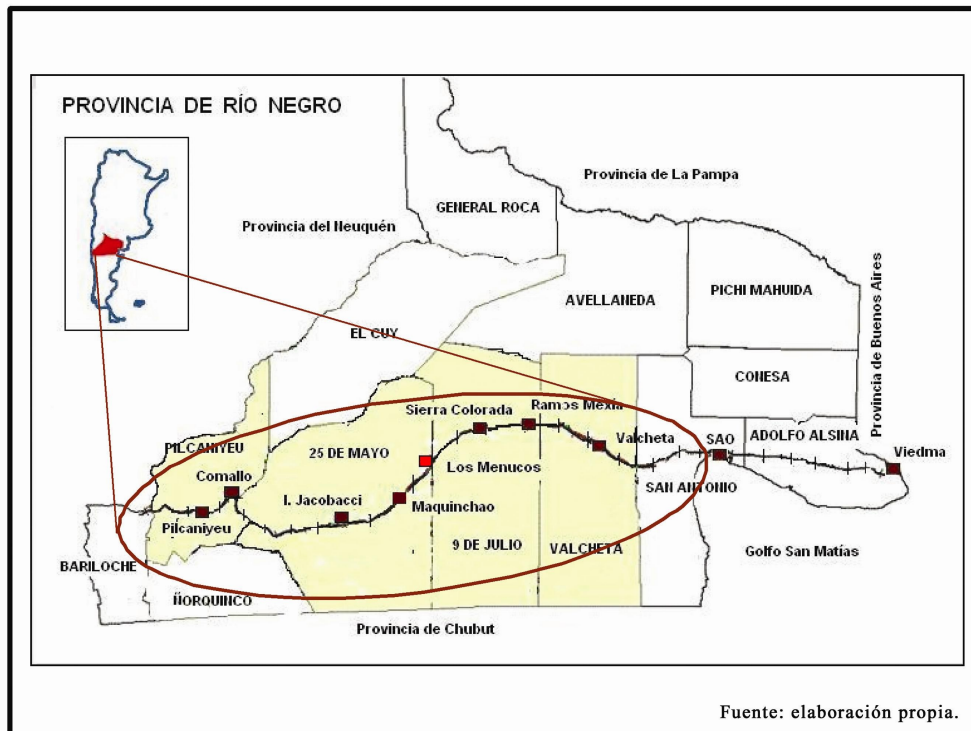 PROVINCIA DE RÍO NEGRO
Provincia de La Pampa
GENERAL ROCA
Provincia del Neuquén
Provincia de Buenos Aires
PICHI MAHUIDA
AVELLANEDA
EL CUY
CONESA
Sierra Colorada
Ramos Mexía
PILCANIYEU
25 DE MAYO
Valcheta
SAO
ADOLFO ALSINA
Viedma
Comallo
Los Menucos
I. Jacobacci
Maquinchao
SAN ANTONIO
Pilcaniyeu
9 DE JULIO
VALCHETA
Golfo San Matías
BARILOCHE
ÑORQUINCO
Provincia de Chubut
Fuente: elaboración propia.